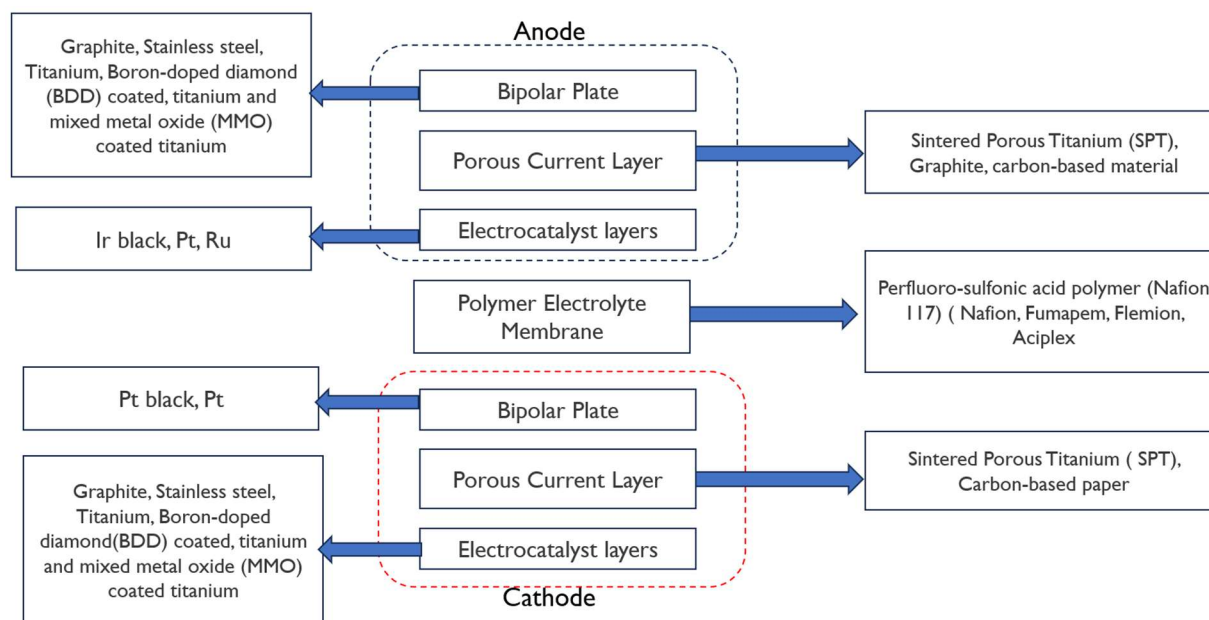 Anode
Graphite, Stainless steel,
Titanium, Boron-doped diamond
(BDD) coated, titanium and
mixed metal oxide (MMO)
coated titanium
Bipolar Plate
Porous Current Layer
Sintered Porous Titanium (SPT),
Graphite, carbon-based material
Ir black, Pt, Ru
Electrocatalyst layers
Polymer Electrolyte
Membrane
Perfluoro-sulfonic acid polymer (Nafion
117) ( Nafion, Fumapem, Flemion,
Aciplex
Pt black, Pt
Bipolar Plate
Porous Current Layer
Sintered Porous Titanium ( SPT),
Carbon-based paper
Graphite, Stainless steel,
Titanium, Boron-doped
diamond(BDD) coated, titanium
and mixed metal oxide (MMO)
coated titanium
Electrocatalyst layers
Cathode